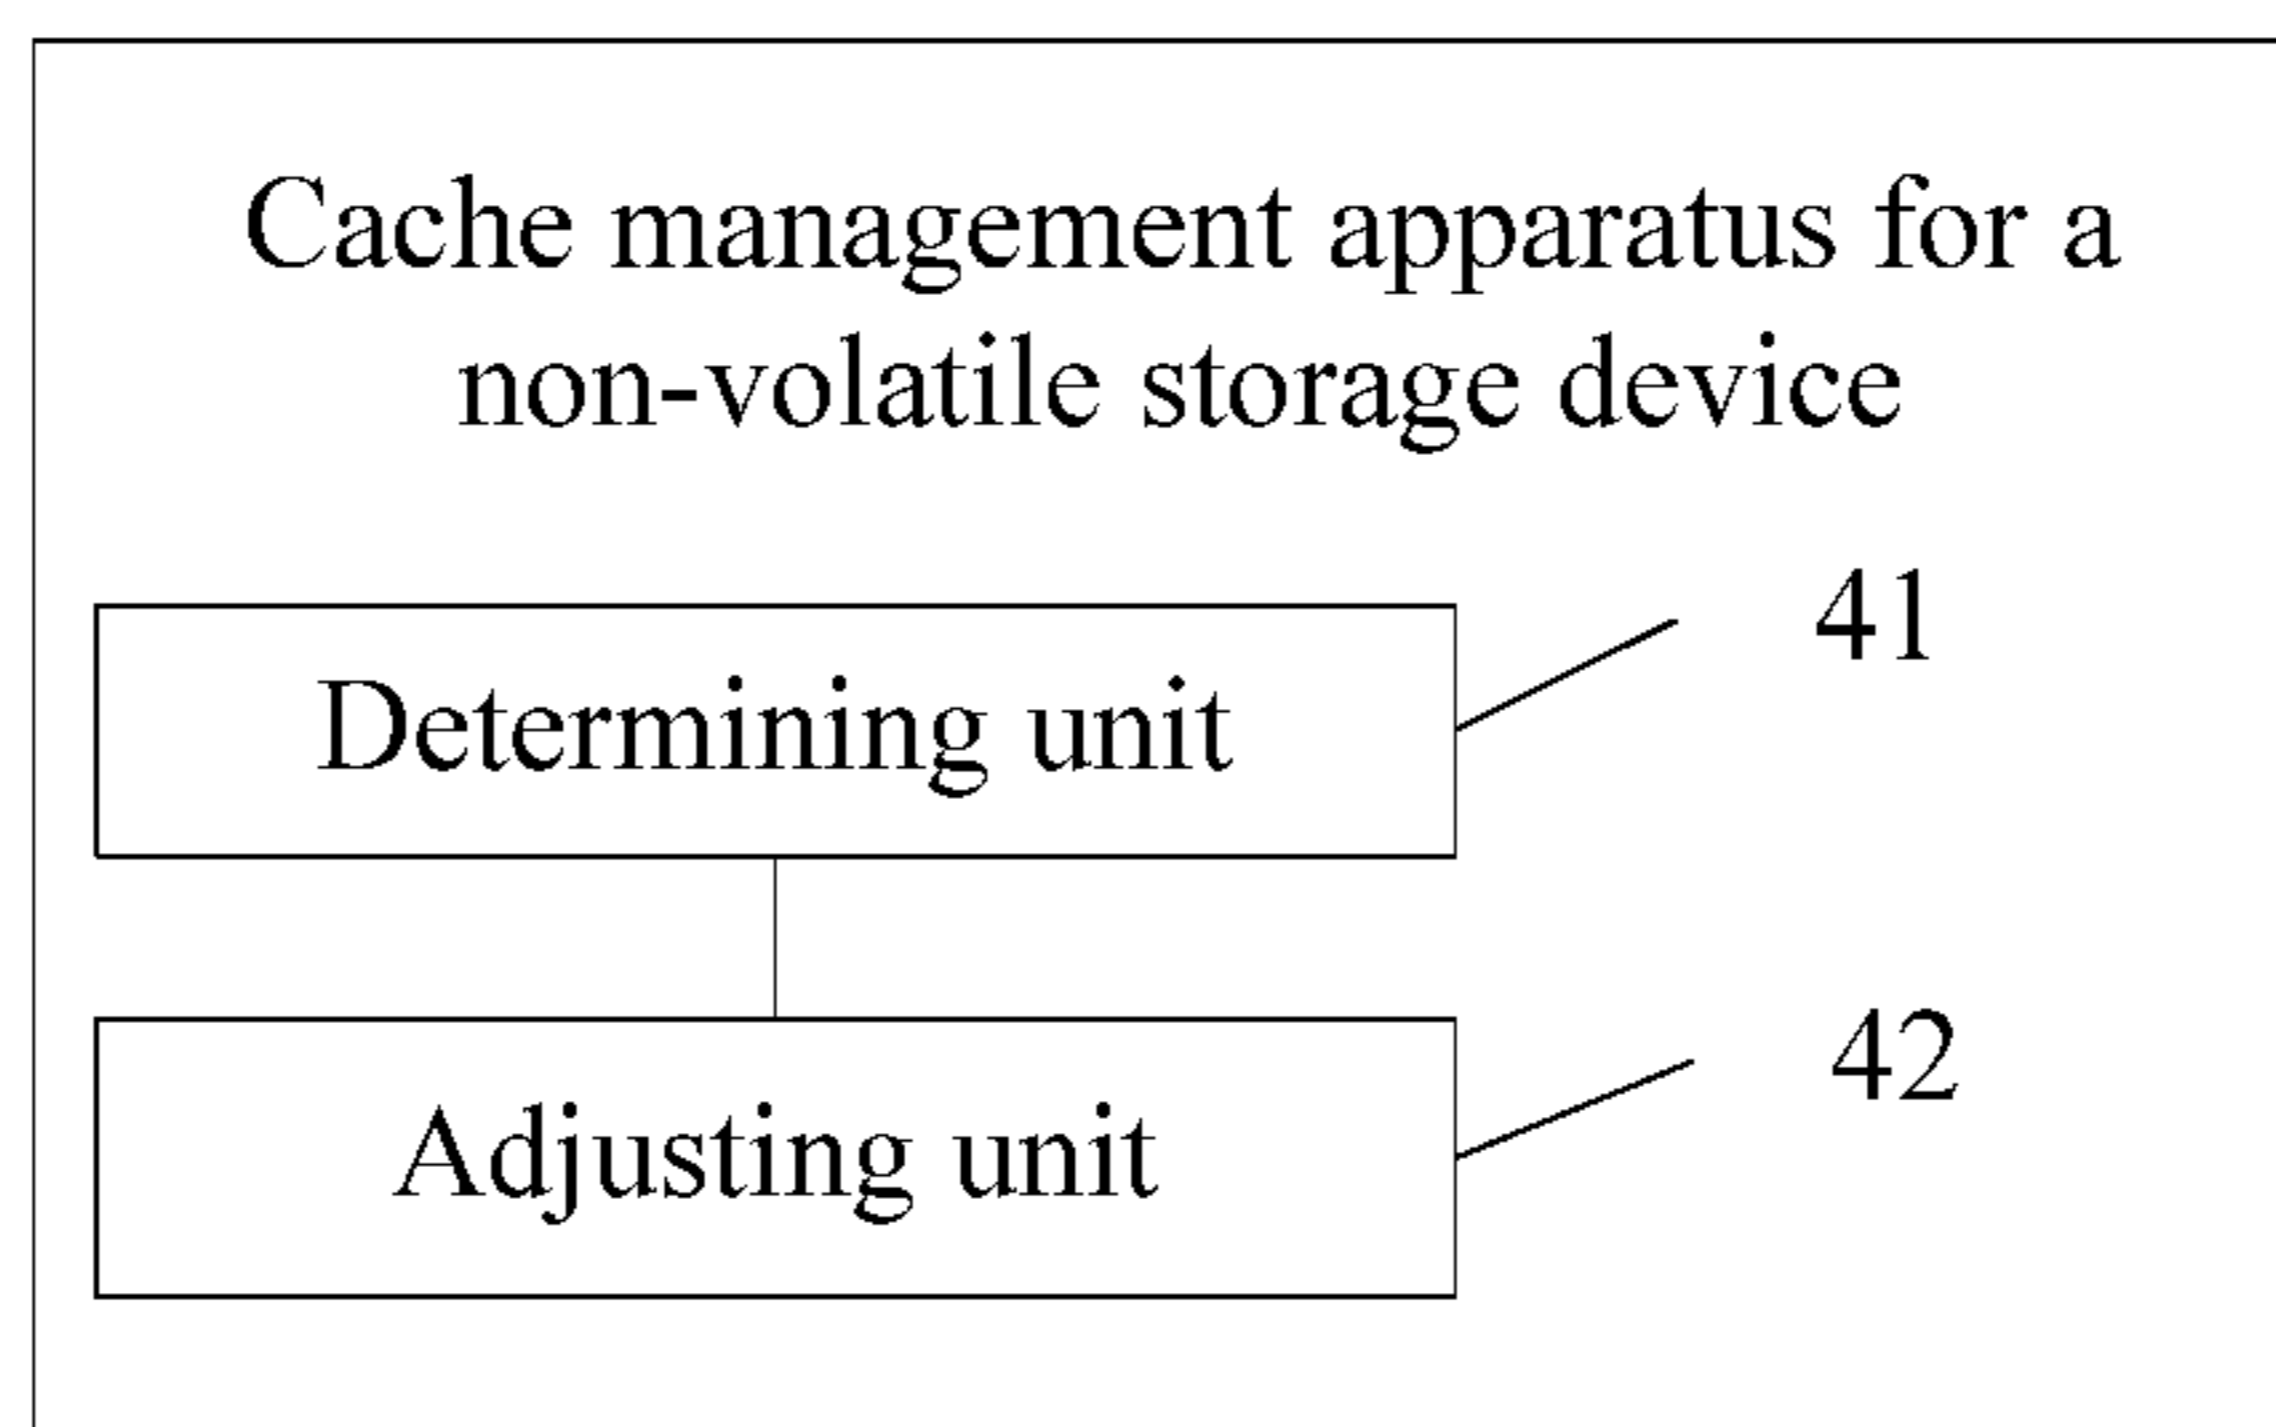 Cache management apparatus for a
non-volatile storage device
41
Determining unit
42
Adjusting unit